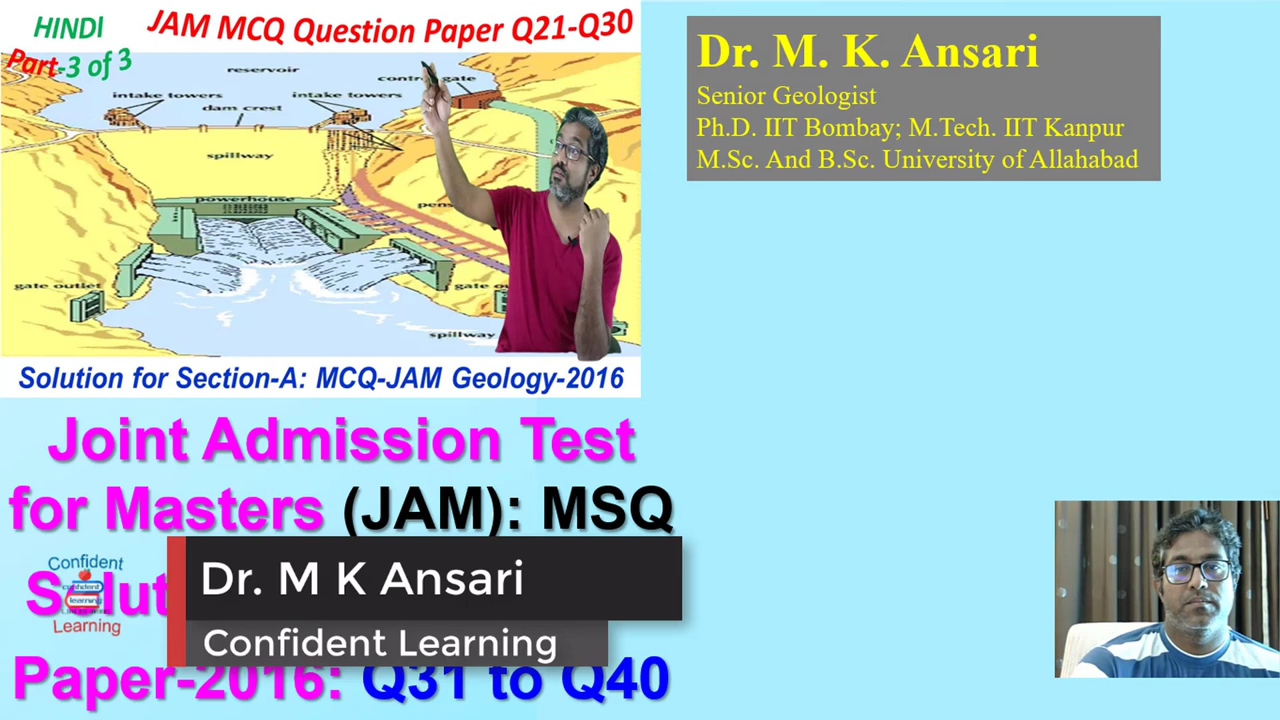 HINDI
JAM MCQ Question Paper Q21-Q30
Part-3 of 3
reservoir
intake towers
intake towers
dam crest
spillway
powerhouse
gate outlet
spillway
Solution for Section-A: MCQ-JAM Geology-2016
Joint Admission Test
for Masters (JAM): MSQ
Confident
Learning
Dr. M K Ansari
Confident Learning
Paper-2016: Q31 to Q40
Dr. M. K. Ansari
Senior Geologist
Ph.D. IIT Bombay; M.Tech. IIT Kanpur
M.Sc. And B.Sc. University of Allahabad